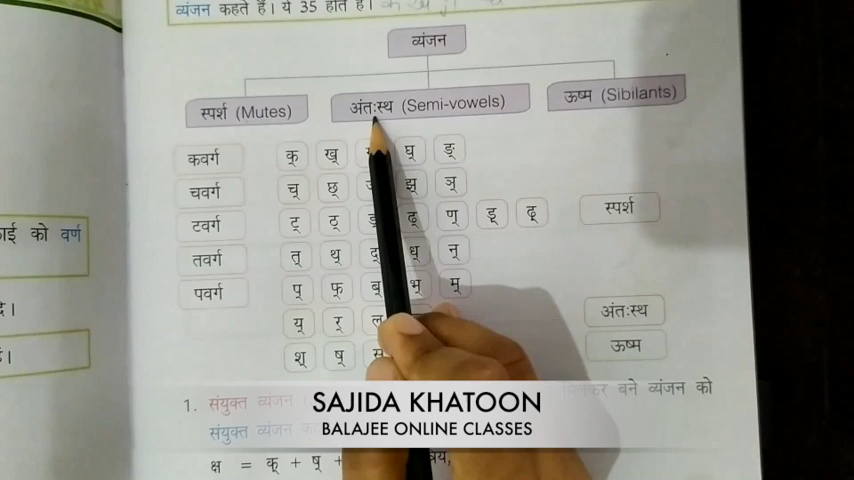 व्यंजन कहते हैं। ये 35 होते हैं।
व्यंजन
स्पर्श (Mutes) अंतःस्थ (Semi-vowels) ऊष्म (Sibilants)
कवर्ग क् ख् घ् ङ्
चवर्ग च् छ् झ् ञ्
टवर्ग ट् ठ् ड् ढ् ण् ड़् ढ़् स्पर्श
तवर्ग त् थ् द् ध् न्
पवर्ग प् फ् ब् भ् म्
य् र् ल अंतःस्थ
श् ष् स ऊष्म
को वर्ण
1. संयुक्त व्यंजन बने व्यंजन को
संयुक्त व्यंजन
क्ष = क् + ष् +
SAJIDA KHATOON
BALAJEE ONLINE CLASSES